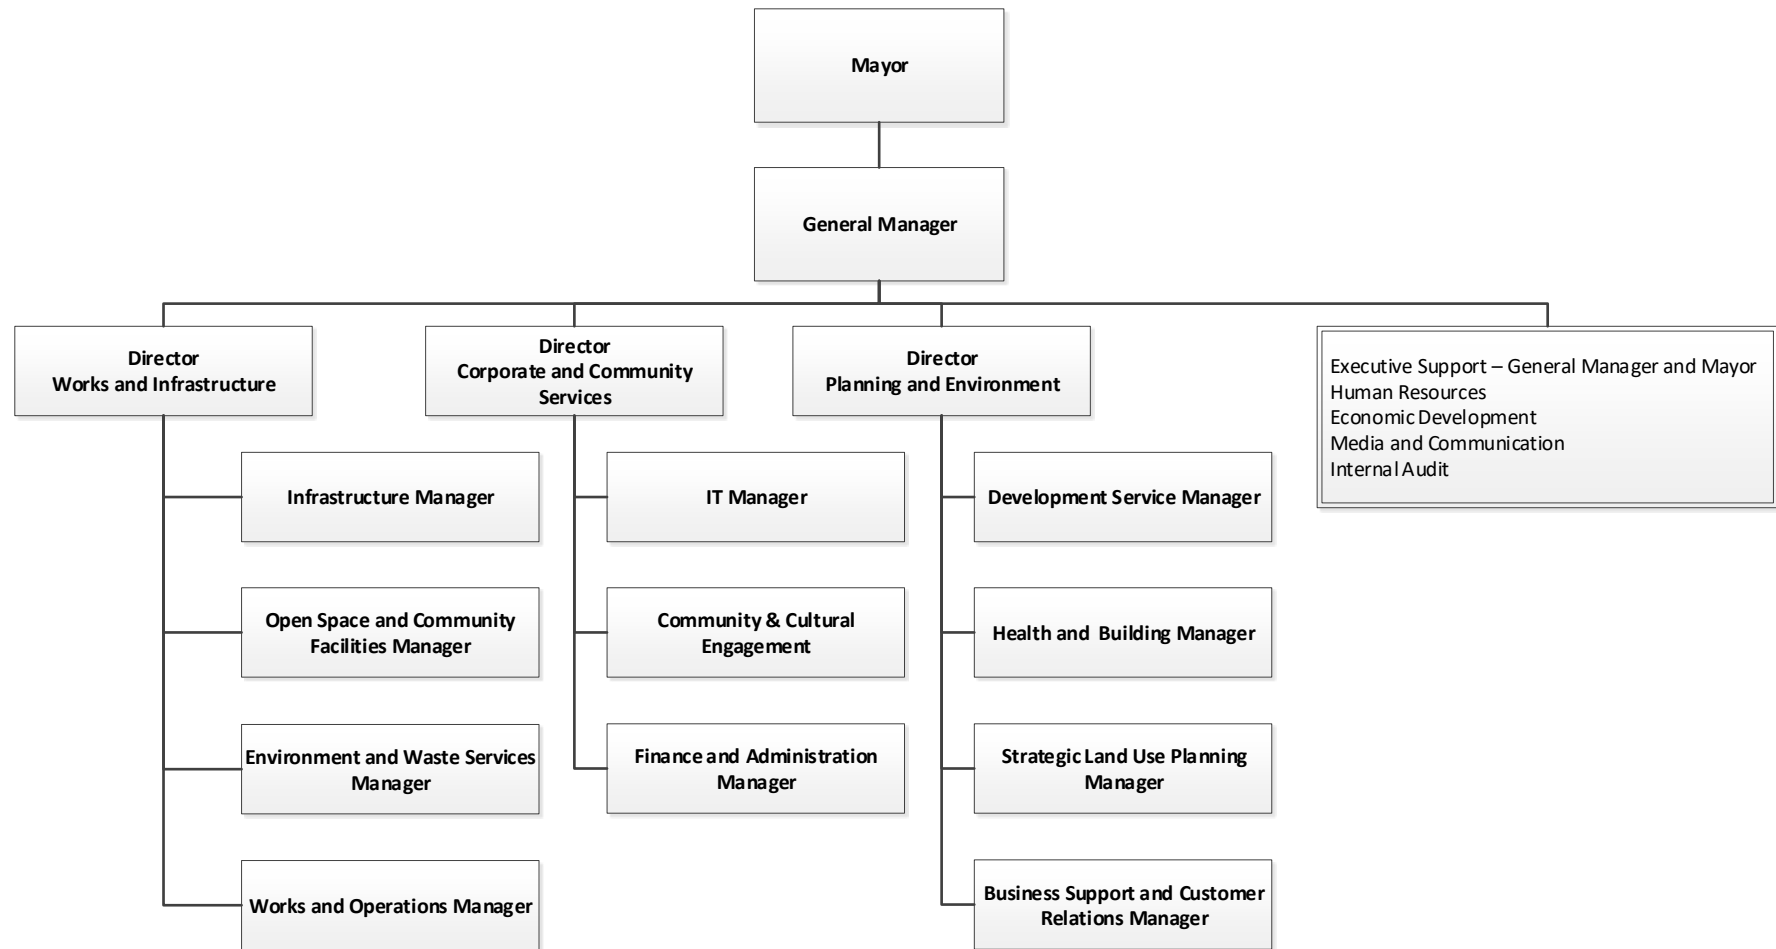 Mayor
General Manager
Director
Works and Infrastructure
Director
Corporate and Community
Services
Director
Planning and Environment
Executive Support – General Manager and Mayor
Human Resources
Economic Development
Media and Communication
Internal Audit
Infrastructure Manager
IT Manager
Development Service Manager
Open Space and Community
Facilities Manager
Community & Cultural
Engagement
Health and Building Manager
Environment and Waste Services
Manager
Finance and Administration
Manager
Strategic Land Use Planning
Manager
Works and Operations Manager
Business Support and Customer
Relations Manager